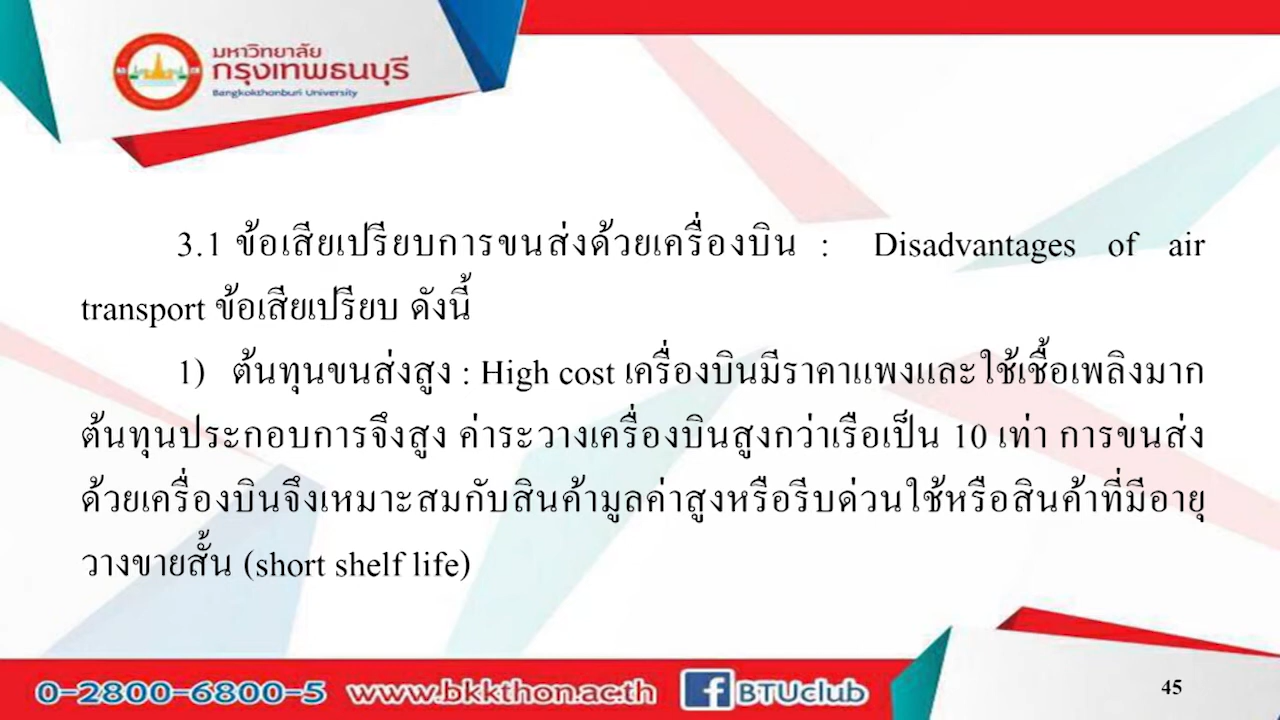 มหาวิทยาลัย
กรุงเทพธนบุรี
Bangkokthonburi University
3.1 ข้อเสียเปรียบการขนส่งด้วยเครื่องบิน : Disadvantages of air
transport ข้อเสียเปรียบ ดังนี้
1) ต้นทุนขนส่งสูง : High cost เครื่องบินมีราคาแพงและใช้เชื้อเพลิงมาก
ต้นทุนประกอบการจึงสูง ค่าระวางเครื่องบินสูงกว่าเรือเป็น 10 เท่า การขนส่ง
ด้วยเครื่องบินจึงเหมาะสมกับสินค้ามูลค่าสูงหรือรีบด่วนใช้หรือสินค้าที่มีอายุ
วางขายสั้น (short shelf life)
0-2800-6800-5 www.bkkthon.ac.th f BTUclub
45